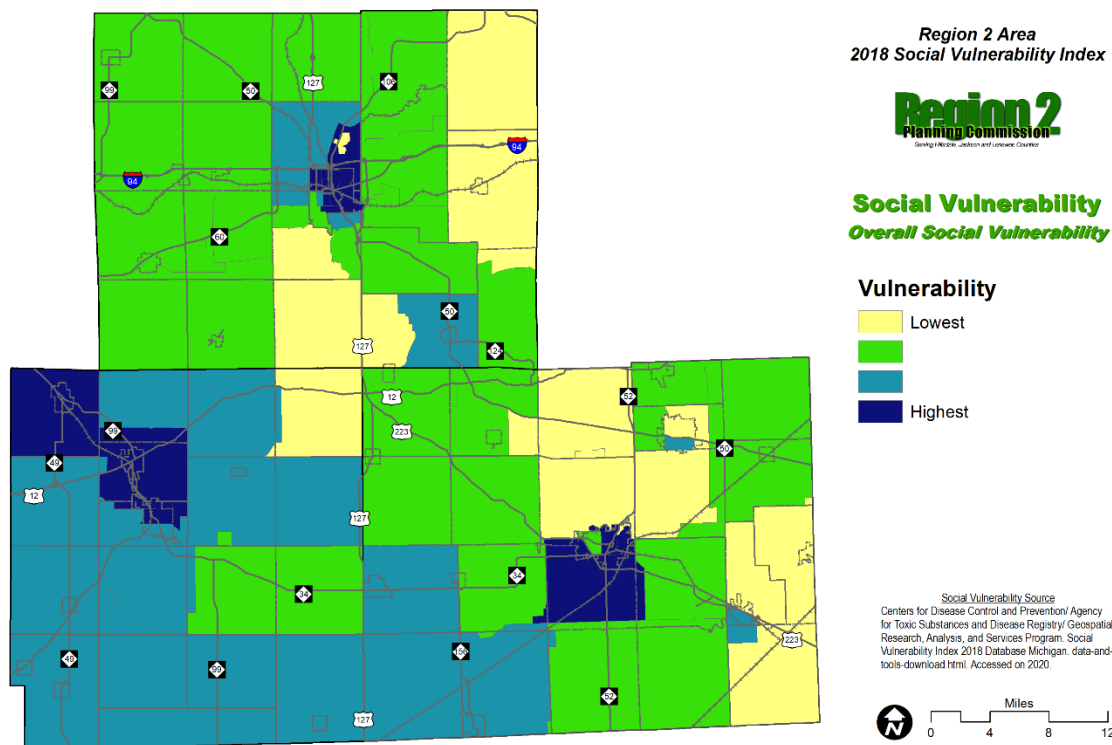 Region 2 Area
2018 Social Vulnerability Index
Region 2
Planning Commission
Serving Hillsdale, Jackson and Lenawee Counties
Social Vulnerability
Overall Social Vulnerability
Vulnerability
Lowest
Highest
Social Vulnerability Source
Centers for Disease Control and Prevention/ Agency
for Toxic Substances and Disease Registry/ Geospatial
Research, Analysis, and Services Program. Social
Vulnerability Index 2018 Database Michigan. data-and-
tools-download.html. Accessed on 2020.
Miles
0 4 8 12
N
99
50
127
106
94
94
60
50
127
124
12
52
223
99
49
50
12
127
34
34
223
49
99
156
52
127